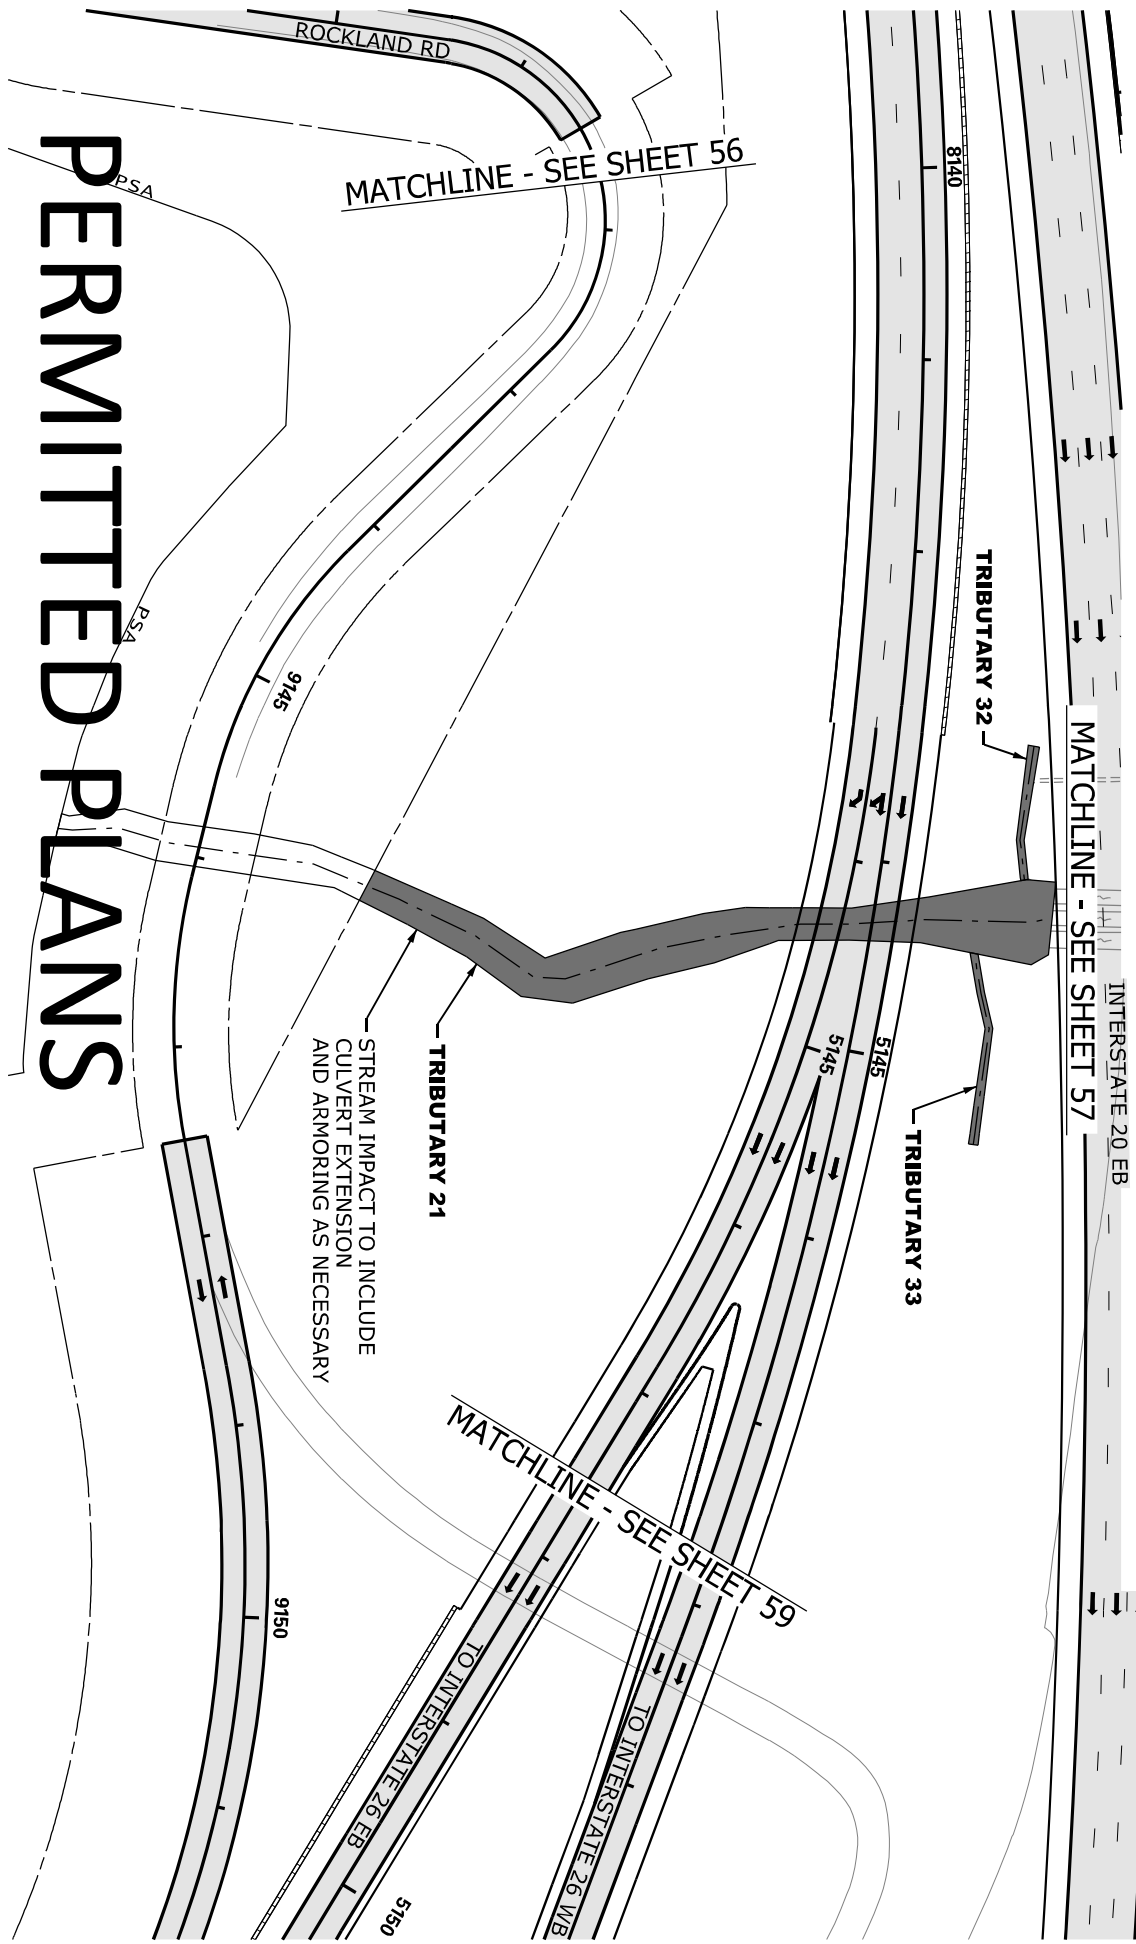 ROCKLAND RD
MATCHLINE - SEE SHEET 56
PSA
PSA
8140
TRIBUTARY 32
MATCHLINE - SEE SHEET 57
INTERSTATE 20 EB
9145
5145
5145
TRIBUTARY 33
TRIBUTARY 21
STREAM IMPACT TO INCLUDE
CULVERT EXTENSION
AND ARMORING AS NECESSARY
MATCHLINE - SEE SHEET 59
9150
TO INTERSTATE 26 EB
TO INTERSTATE 26 WB
5150
PERMITTED PLANS